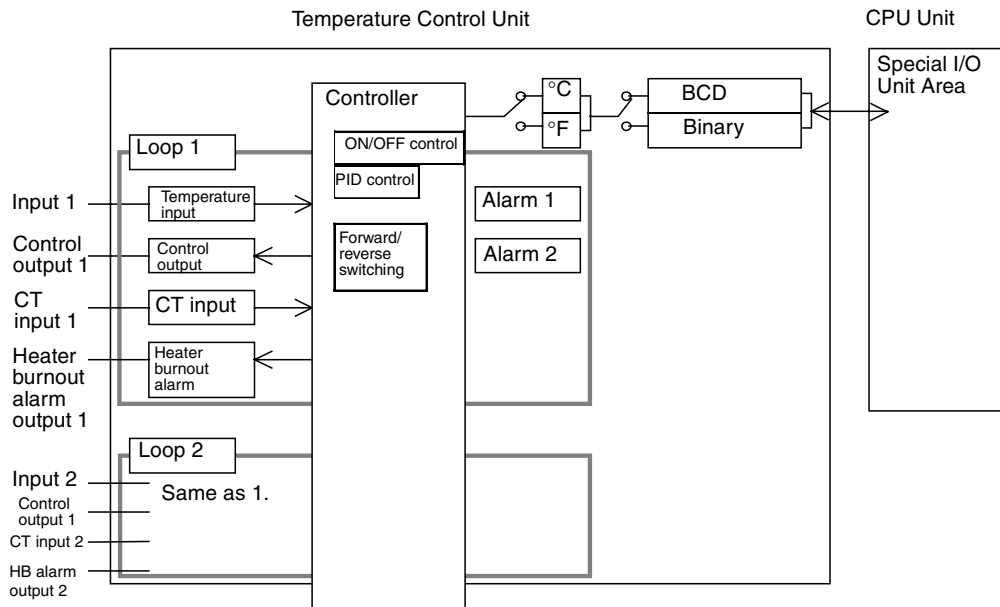 Temperature Control Unit
CPU Unit
Special I/O
Unit Area
Controller
°C
°F
BCD
Binary
ON/OFF control
PID control
Forward/
reverse
switching
Loop 1
Input 1
Temperature
input
Control
output 1
Control
output
CT
input 1
CT input
Heater
burnout
alarm
output 1
Heater
burnout
alarm
Alarm 1
Alarm 2
Loop 2
Input 2
Same as 1.
Control
output 1
CT input 2
HB alarm
output 2